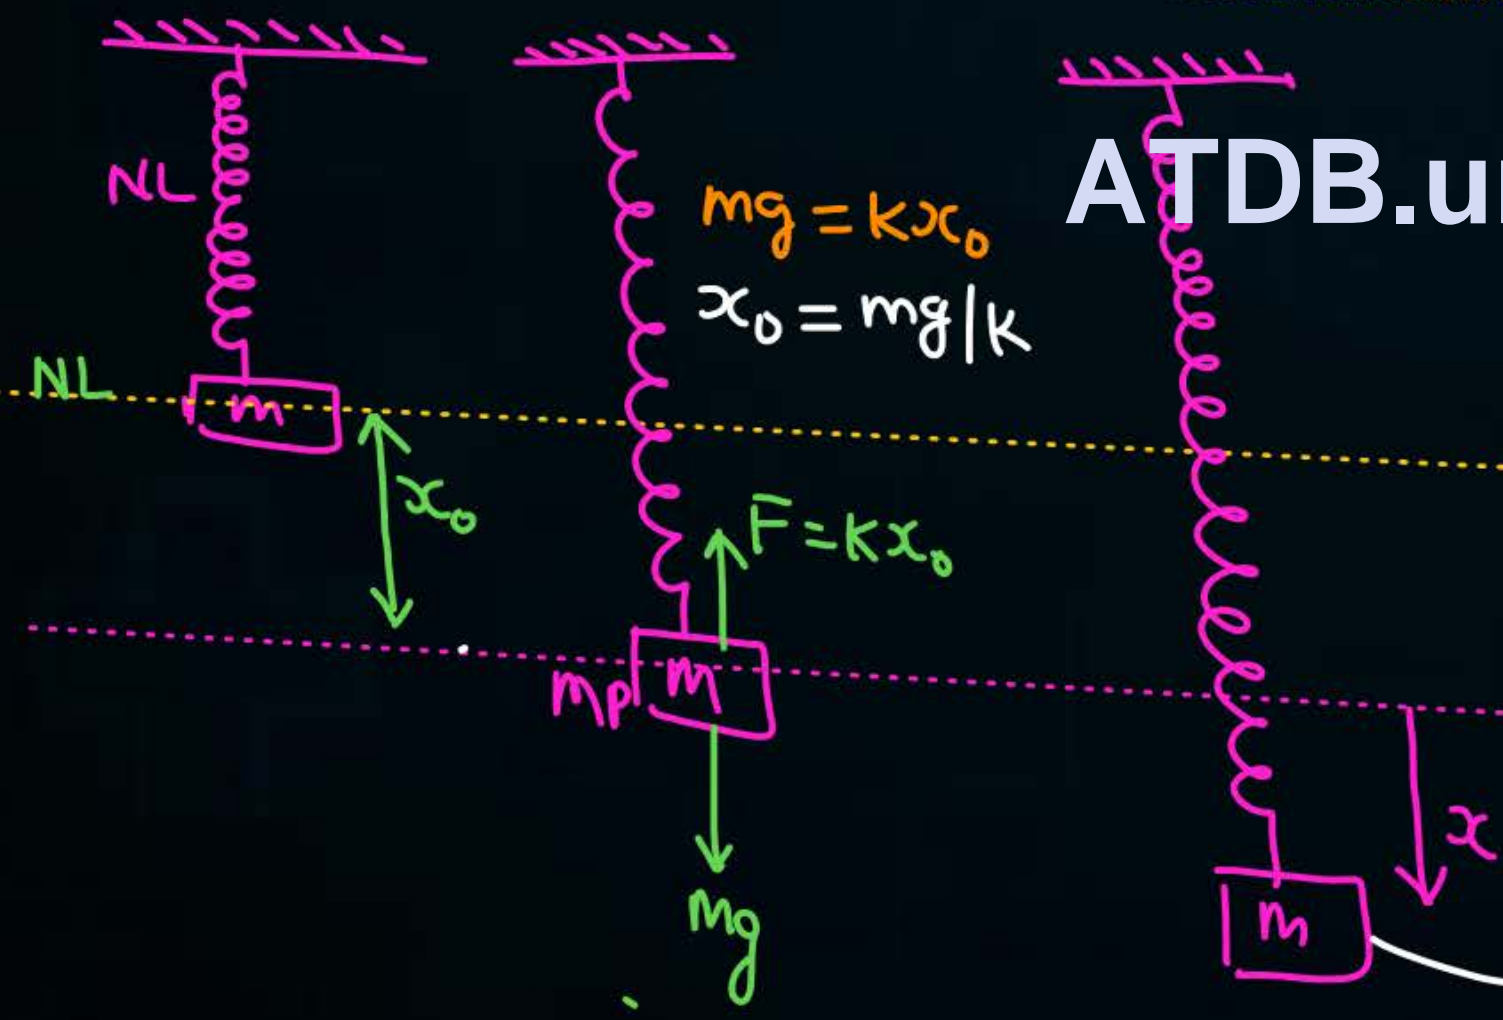 NL
mg = kx₀
ATDB.u
x₀ = mg/k
NL
m
x₀
F = kx₀
mp
m
x
mg
m